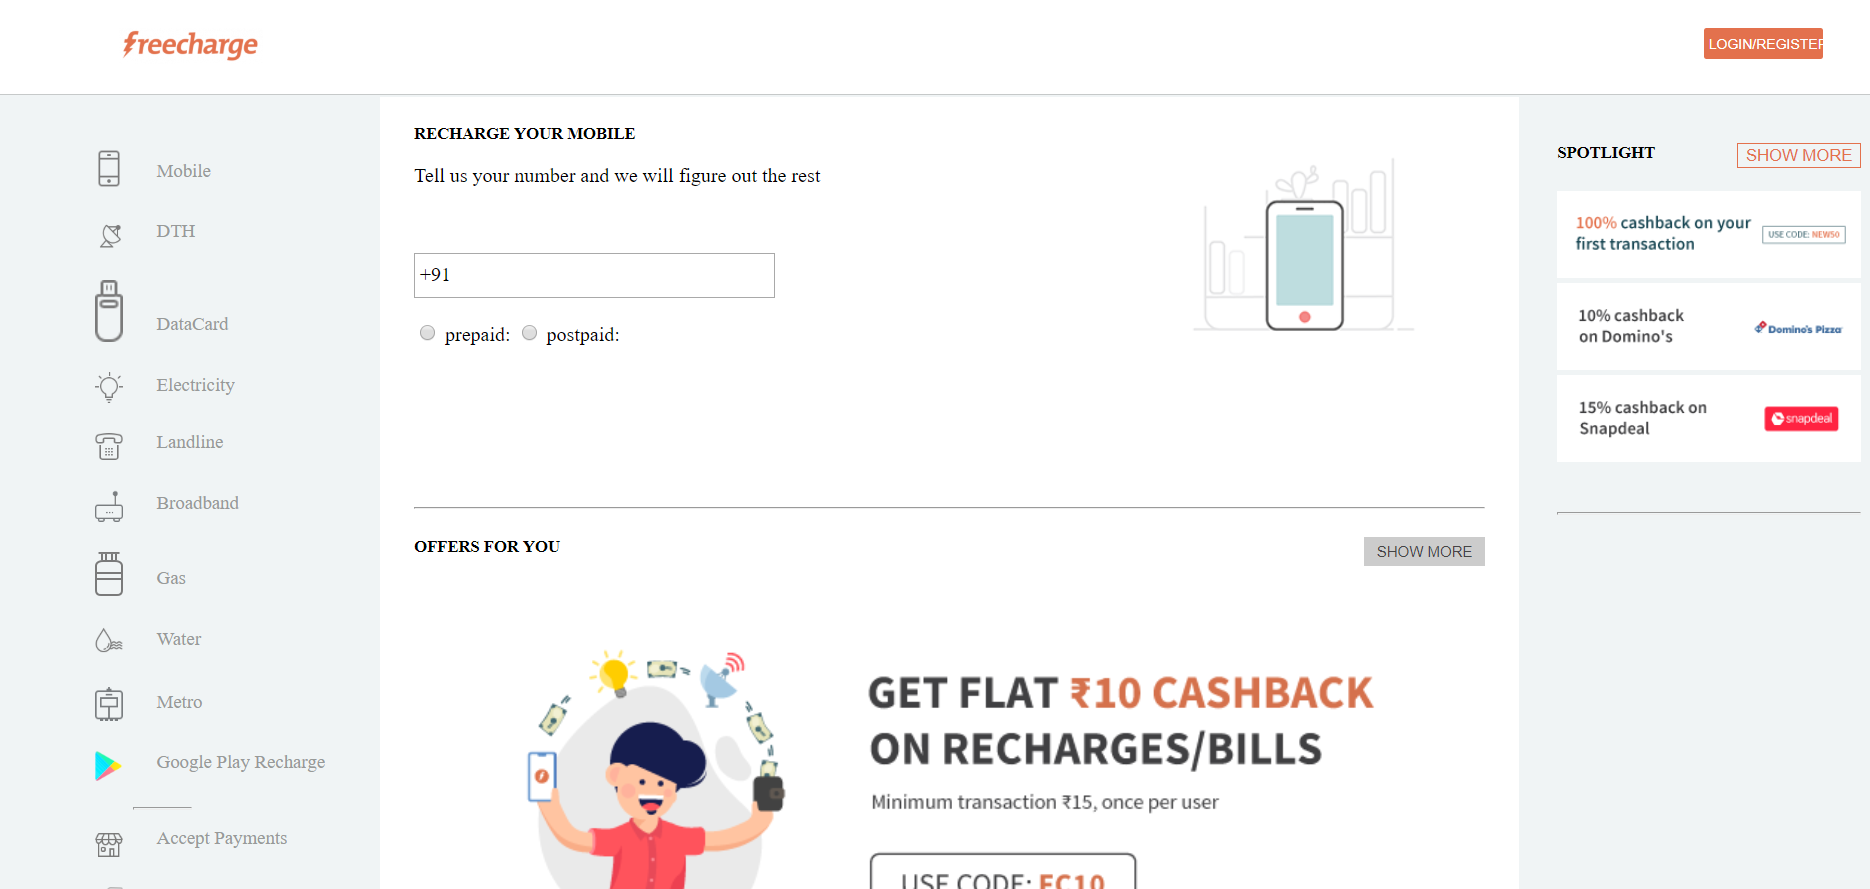 freecharge
LOGIN/REGISTER
Mobile
DTH
DataCard
Electricity
Landline
Broadband
Gas
Water
Metro
Google Play Recharge
Accept Payments
RECHARGE YOUR MOBILE
Tell us your number and we will figure out the rest
+91
prepaid: postpaid:
OFFERS FOR YOU
SHOW MORE
GET FLAT ₹10 CASHBACK
ON RECHARGES/BILLS
Minimum transaction ₹15, once per user
USE CODE: FC10
SPOTLIGHT
SHOW MORE
100% cashback on your
first transaction
USE CODE: NEW50
10% cashback
on Domino's
Domino's Pizza
15% cashback on
Snapdeal
snapdeal